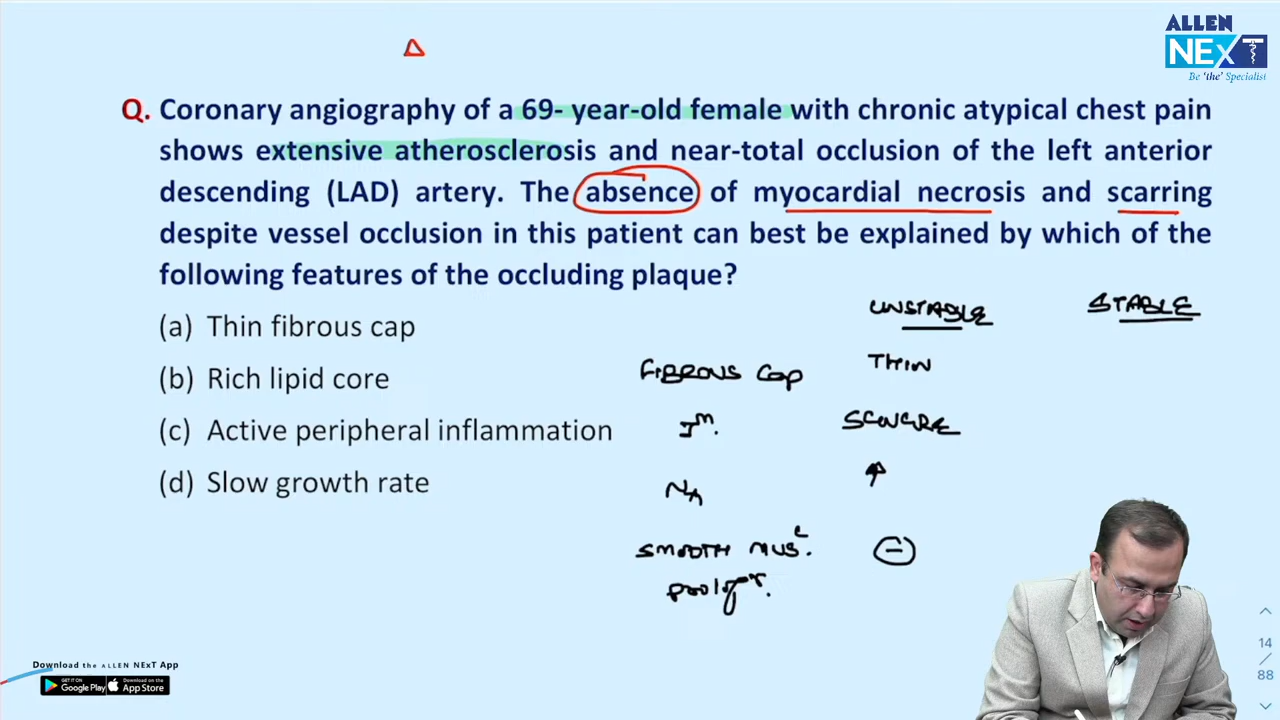 ALLEN
NEXT
Be 'the' Specialist
Δ
Q. Coronary angiography of a 69- year-old female with chronic atypical chest pain
shows extensive atherosclerosis and near-total occlusion of the left anterior
descending (LAD) artery. The absence of myocardial necrosis and scarring
despite vessel occlusion in this patient can best be explained by which of the
following features of the occluding plaque?
(a) Thin fibrous cap
(b) Rich lipid core
(c) Active peripheral inflammation
(d) Slow growth rate
UNSTABLE STABLE
FIBROUS Cap THIN
Iᵐ. SEVERE
↑
SMOOTH MUS. −
Download the ALLEN NExT App
GET IT ON
Google Play
Download on the
App Store
14
/
88